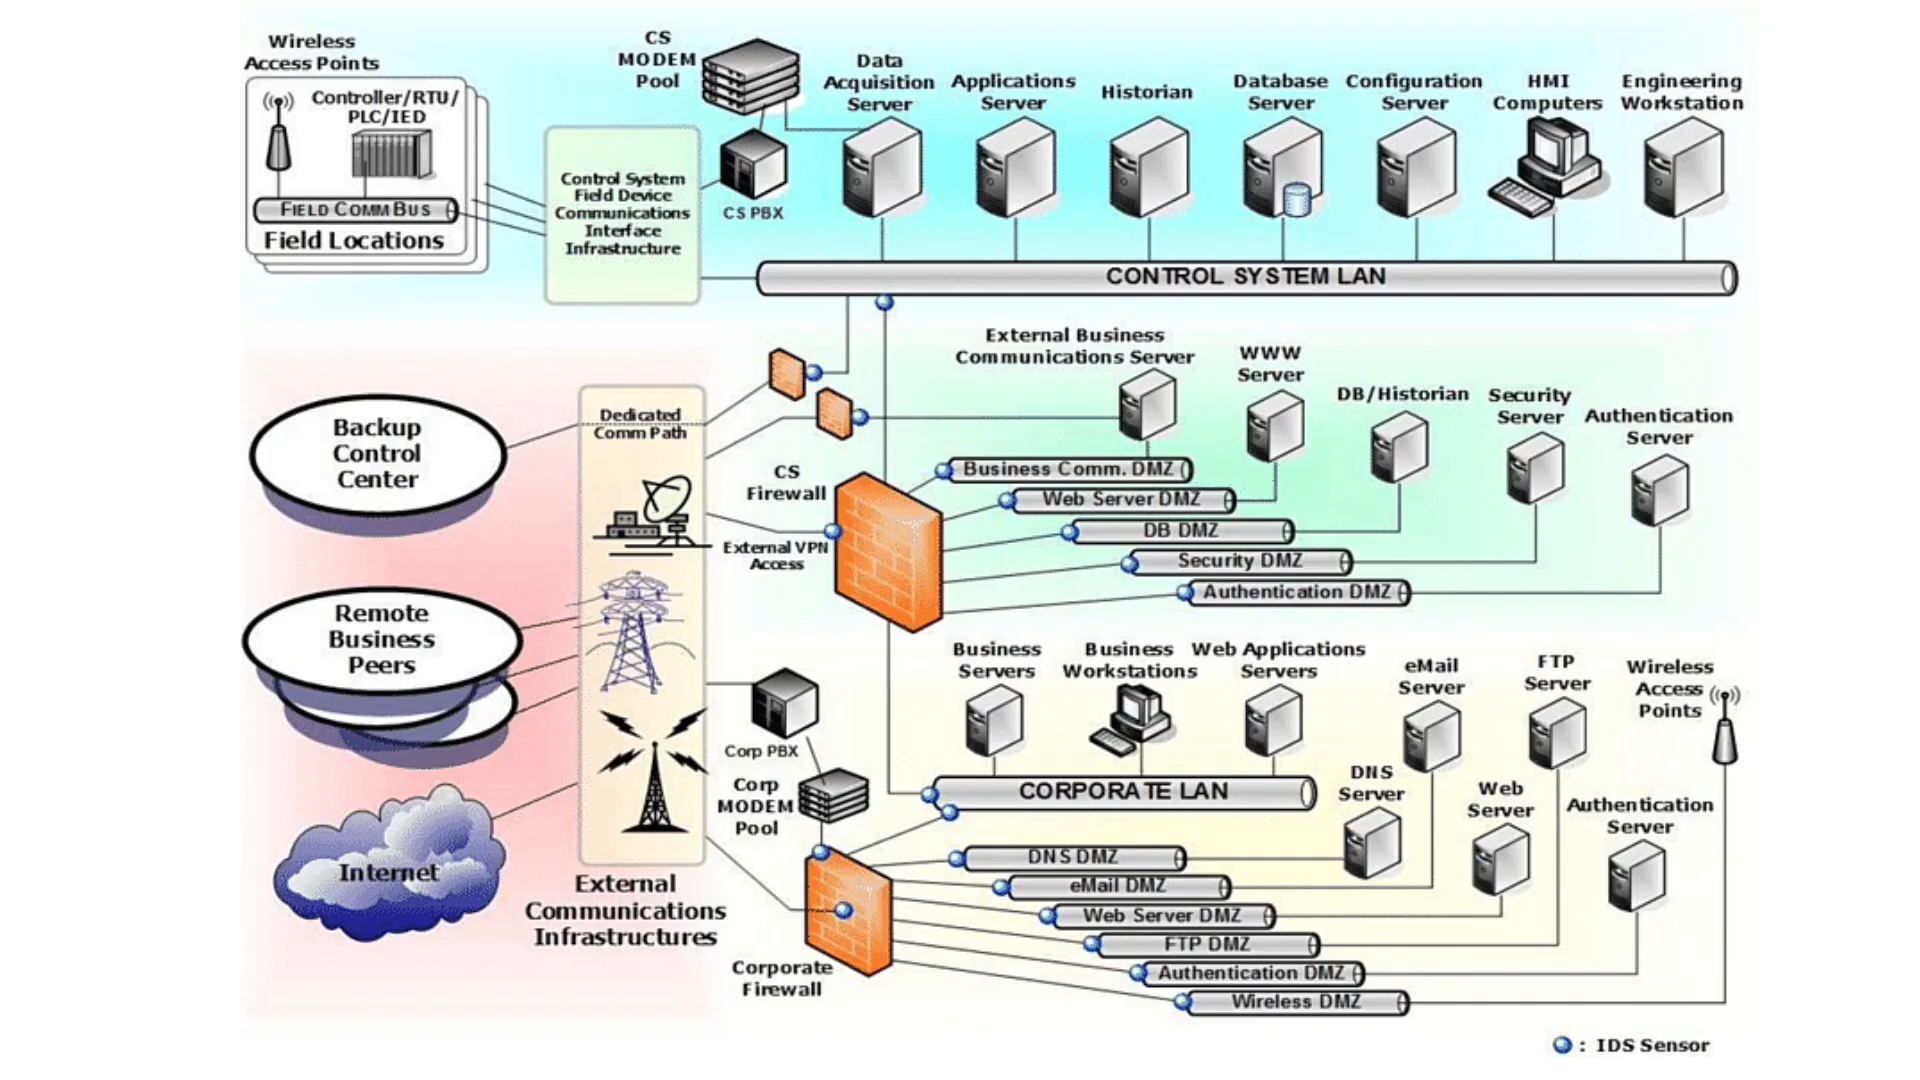 Wireless
Access Points
Controller/RTU/
PLC/IED
FIELD COMM BUS
Field Locations
Control System
Field Device
Communications
Interface
Infrastructure
CS
MODEM
Pool
CS PBX
Data
Acquisition
Server
Applications
Server
Historian
Database
Server
Configuration
Server
HMI
Computers
Engineering
Workstation
CONTROL SYSTEM LAN
External Business
Communications Server
WWW
Server
DB/Historian
Security
Server
Authentication
Server
Backup
Control
Center
Dedicated
Comm Path
CS
Firewall
External VPN
Access
Business Comm. DMZ
Web Server DMZ
DB DMZ
Security DMZ
Authentication DMZ
Remote
Business
Peers
Business
Servers
Business
Workstations
Web Applications
Servers
eMail
Server
FTP
Server
Wireless
Access
Points
Corp PBX
Corp
MODEM
Pool
CORPORATE LAN
DNS
Server
Web
Server
Authentication
Server
Internet
External
Communications
Infrastructures
Corporate
Firewall
DNS DMZ
eMail DMZ
Web Server DMZ
FTP DMZ
Authentication DMZ
Wireless DMZ
: IDS Sensor